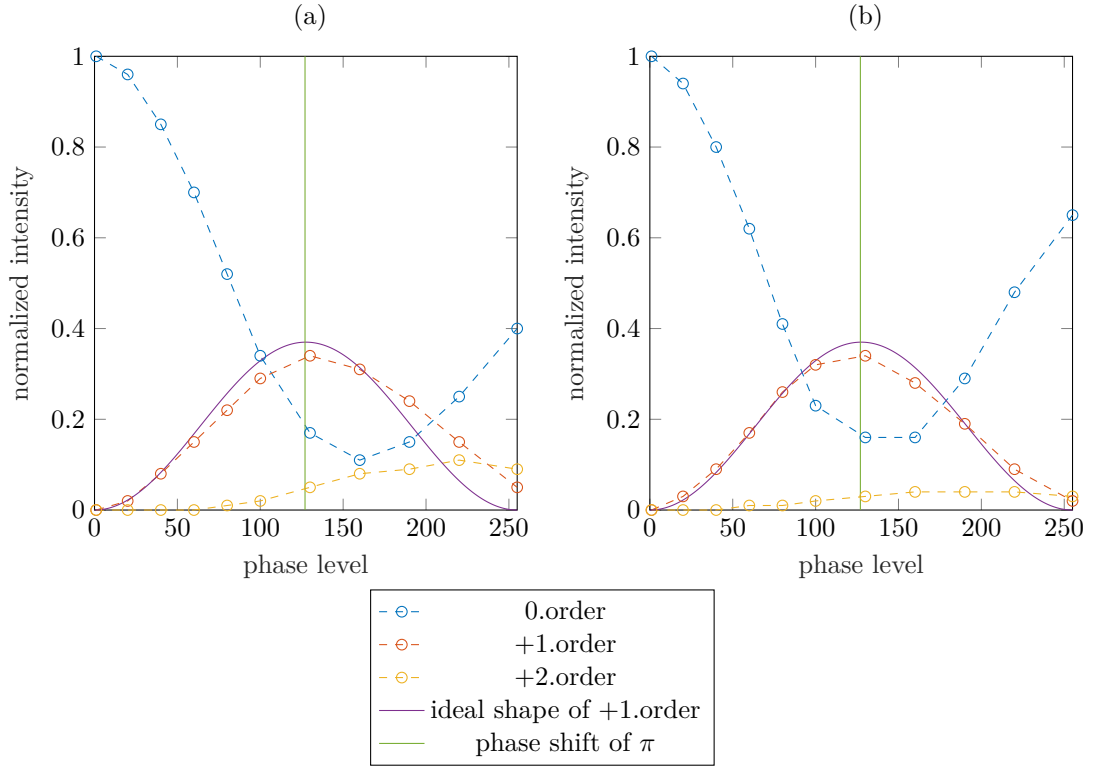 (a)
(b)
1
0.8
0.6
0.4
0.2
0
normalized intensity
0 50 100 150 200 250
phase level
1
0.8
0.6
0.4
0.2
0
normalized intensity
0 50 100 150 200 250
phase level
0.order
+1.order
+2.order
ideal shape of +1.order
phase shift of π